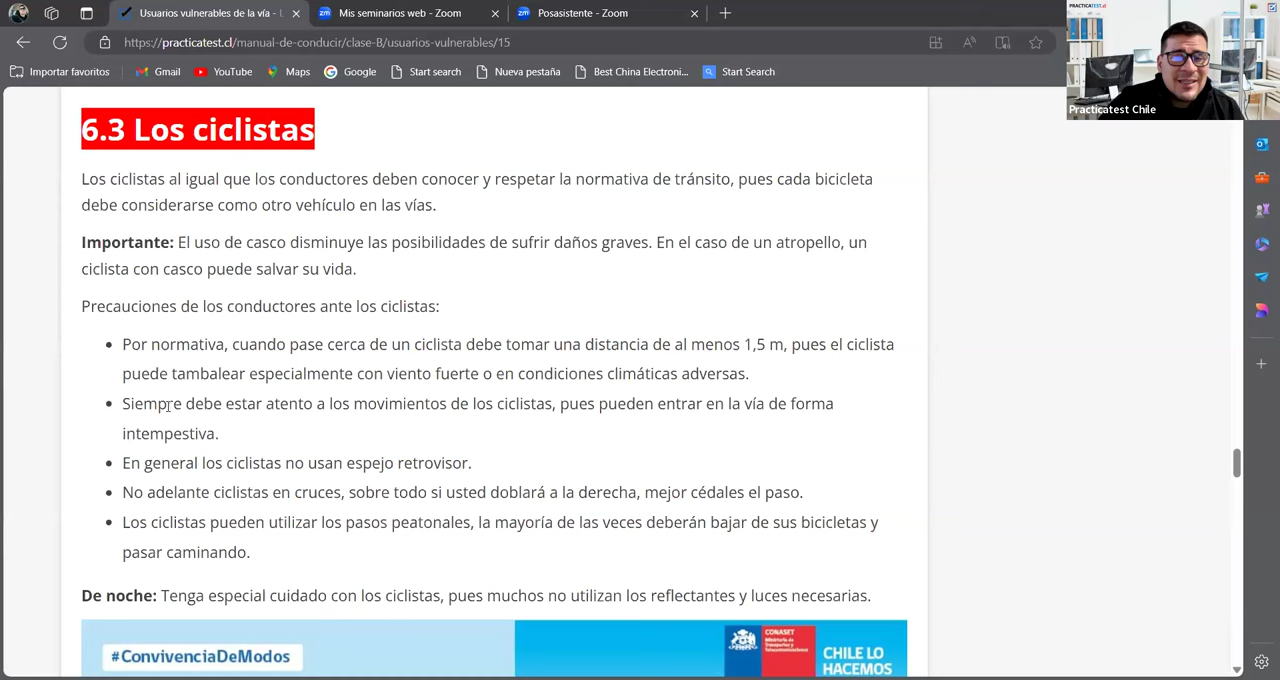 Usuarios vulnerables de la vía - L
Mis seminarios web - Zoom
Posasistente - Zoom
https://practicatest.cl/manual-de-conducir/clase-B/usuarios-vulnerables/15
Importar favoritos
Gmail
YouTube
Maps
Google
Start search
Nueva pestaña
Best China Electroni...
Start Search
PRACTICATEST.cl
Practicatest Chile
6.3 Los ciclistas
Los ciclistas al igual que los conductores deben conocer y respetar la normativa de tránsito, pues cada bicicleta
debe considerarse como otro vehículo en las vías.
Importante: El uso de casco disminuye las posibilidades de sufrir daños graves. En el caso de un atropello, un
ciclista con casco puede salvar su vida.
Precauciones de los conductores ante los ciclistas:
Por normativa, cuando pase cerca de un ciclista debe tomar una distancia de al menos 1,5 m, pues el ciclista
puede tambalear especialmente con viento fuerte o en condiciones climáticas adversas.
Siempre debe estar atento a los movimientos de los ciclistas, pues pueden entrar en la vía de forma
intempestiva.
En general los ciclistas no usan espejo retrovisor.
No adelante ciclistas en cruces, sobre todo si usted doblará a la derecha, mejor cédales el paso.
Los ciclistas pueden utilizar los pasos peatonales, la mayoría de las veces deberán bajar de sus bicicletas y
pasar caminando.
De noche: Tenga especial cuidado con los ciclistas, pues muchos no utilizan los reflectantes y luces necesarias.
#ConvivenciaDeModos
CONASET
Ministerio de
Transportes y
Telecomunicaciones
CHILE LO
HACEMOS